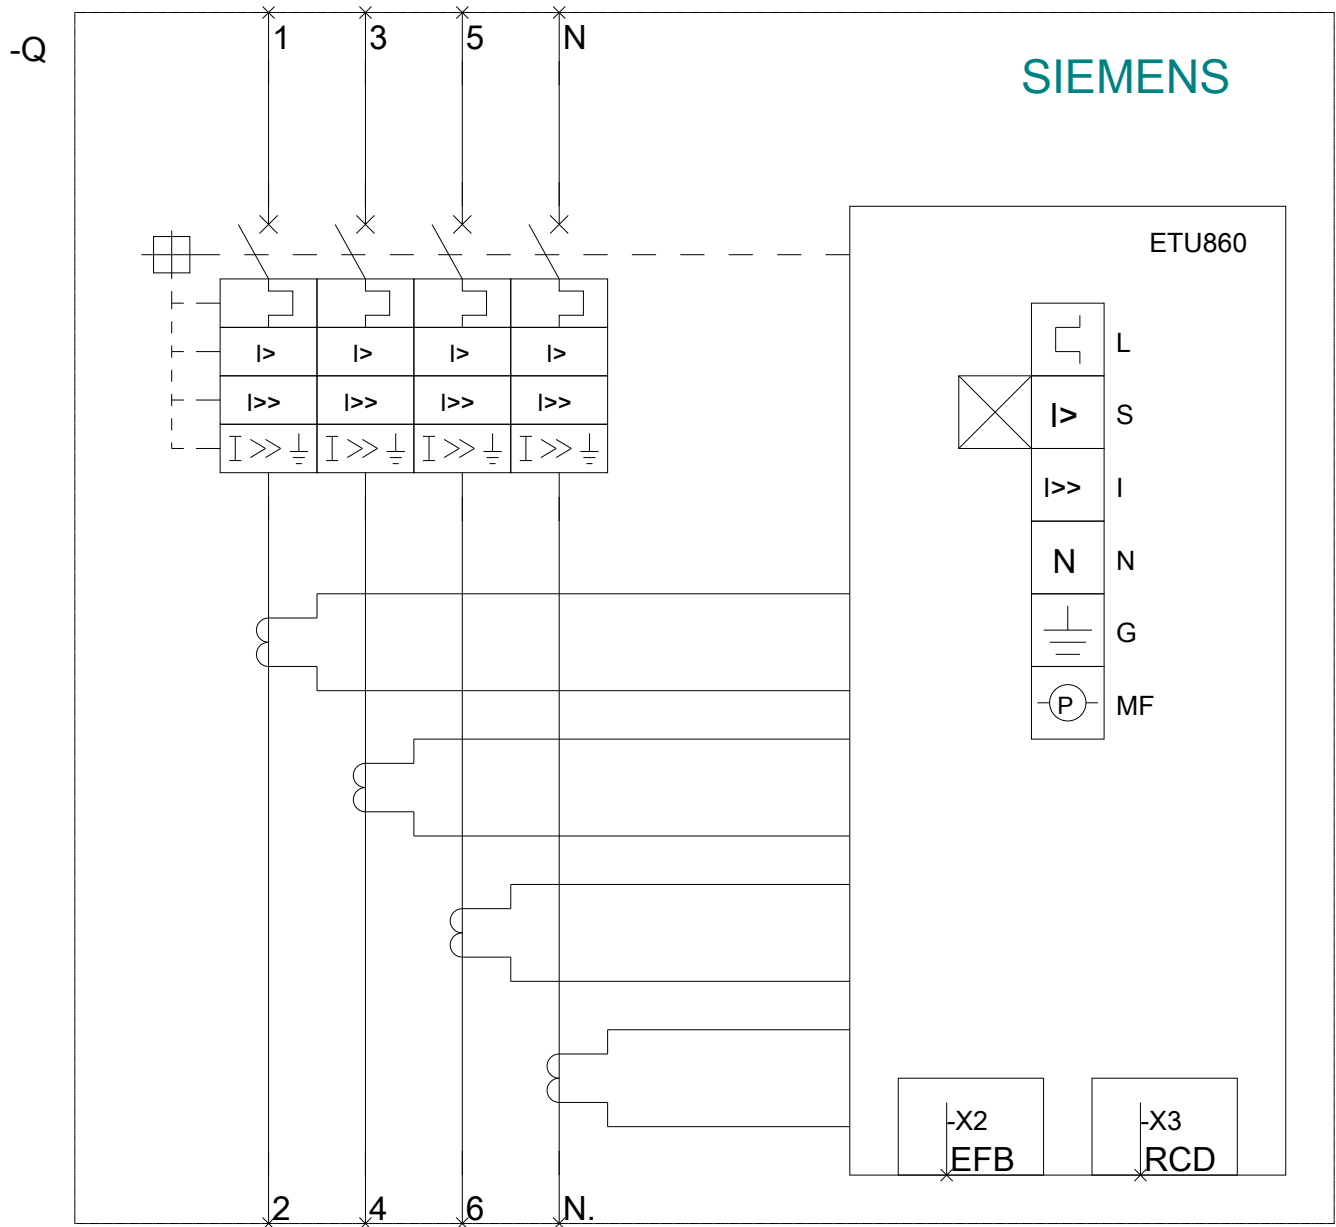 1 3 5 N
-Q
SIEMENS
ETU860
L
I> I> I> I>
I>> I>> I>> I>>
I>> I>> I>> I>>
I> S
I>> I
N N
G
P MF
-X2 -X3
EFB RCD
2 4 6 N.